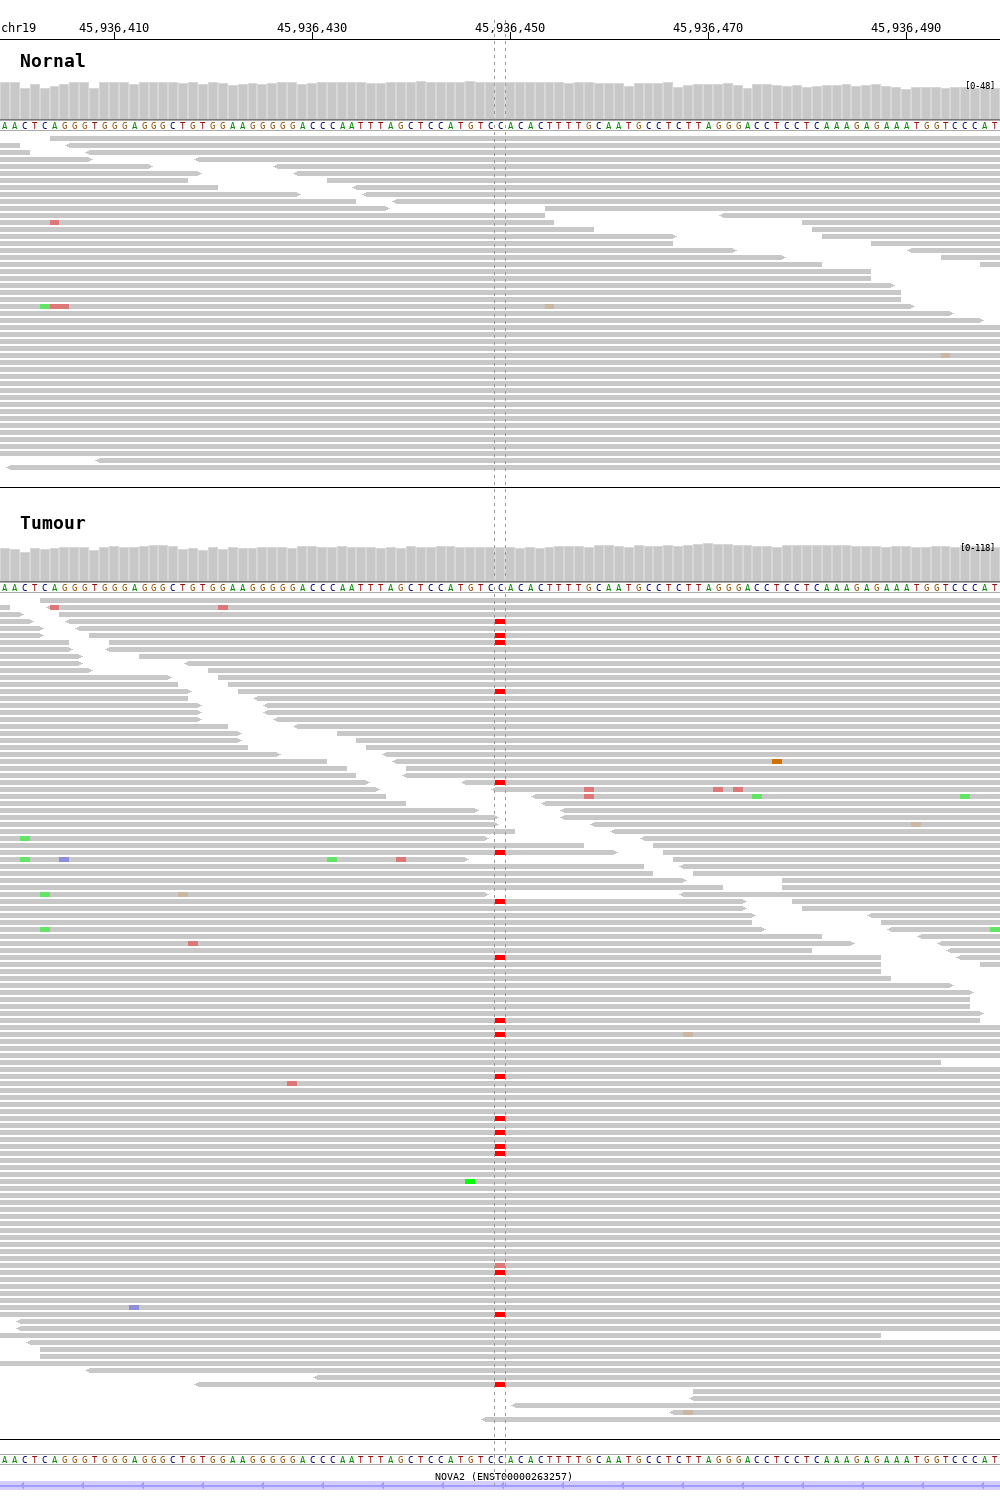 chr19 45,936,410 45,936,430 45,936,450 45,936,470 45,936,490
Nornal
[0-48]
AACTCAGGGTGGGAGGGCTGTGGAAGGGGGACCCAATTTAGCTCCATGTCCACACTTTTGCAATGCCTCTTAGGGACCTCCTCAAAGAGAAATGGTCCCAT
Tumour
[0-118]
AACTCAGGGTGGGAGGGCTGTGGAAGGGGGACCCAATTTAGCTCCATGTCCACACTTTTGCAATGCCTCTTAGGGACCTCCTCAAAGAGAAATGGTCCCAT
AACTCAGGGTGGGAGGGCTGTGGAAGGGGGACCCAATTTAGCTCCATGTCCACACTTTTGCAATGCCTCTTAGGGACCTCCTCAAAGAGAAATGGTCCCAT
NOVA2 (ENST00000263257)